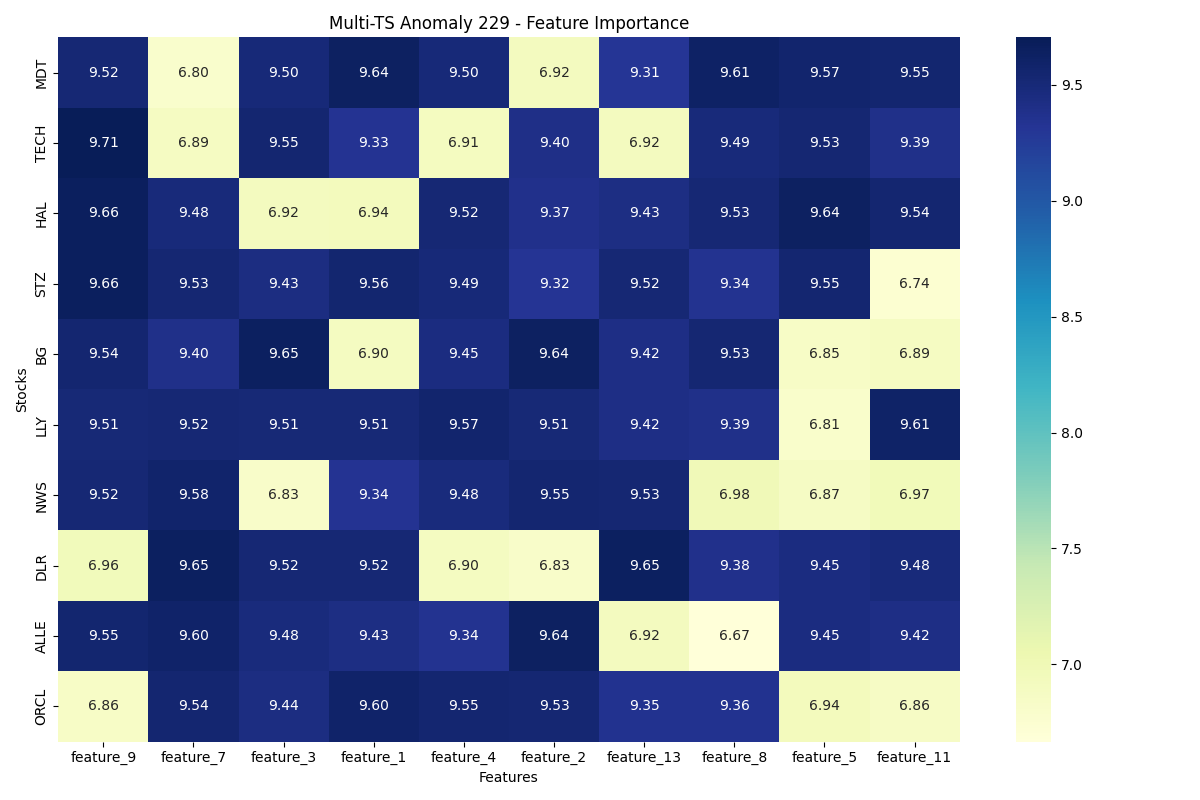 Multi-TS Anomaly 229 - Feature Importance
Stocks
MDT 9.52 6.80 9.50 9.64 9.50 6.92 9.31 9.61 9.57 9.55
TECH 9.71 6.89 9.55 9.33 6.91 9.40 6.92 9.49 9.53 9.39
HAL 9.66 9.48 6.92 6.94 9.52 9.37 9.43 9.53 9.64 9.54
STZ 9.66 9.53 9.43 9.56 9.49 9.32 9.52 9.34 9.55 6.74
BG 9.54 9.40 9.65 6.90 9.45 9.64 9.42 9.53 6.85 6.89
LLY 9.51 9.52 9.51 9.51 9.57 9.51 9.42 9.39 6.81 9.61
NWS 9.52 9.58 6.83 9.34 9.48 9.55 9.53 6.98 6.87 6.97
DLR 6.96 9.65 9.52 9.52 6.90 6.83 9.65 9.38 9.45 9.48
ALLE 9.55 9.60 9.48 9.43 9.34 9.64 6.92 6.67 9.45 9.42
ORCL 6.86 9.54 9.44 9.60 9.55 9.53 9.35 9.36 6.94 6.86
feature_9 feature_7 feature_3 feature_1 feature_4 feature_2 feature_13 feature_8 feature_5 feature_11
Features
9.5
9.0
8.5
8.0
7.5
7.0